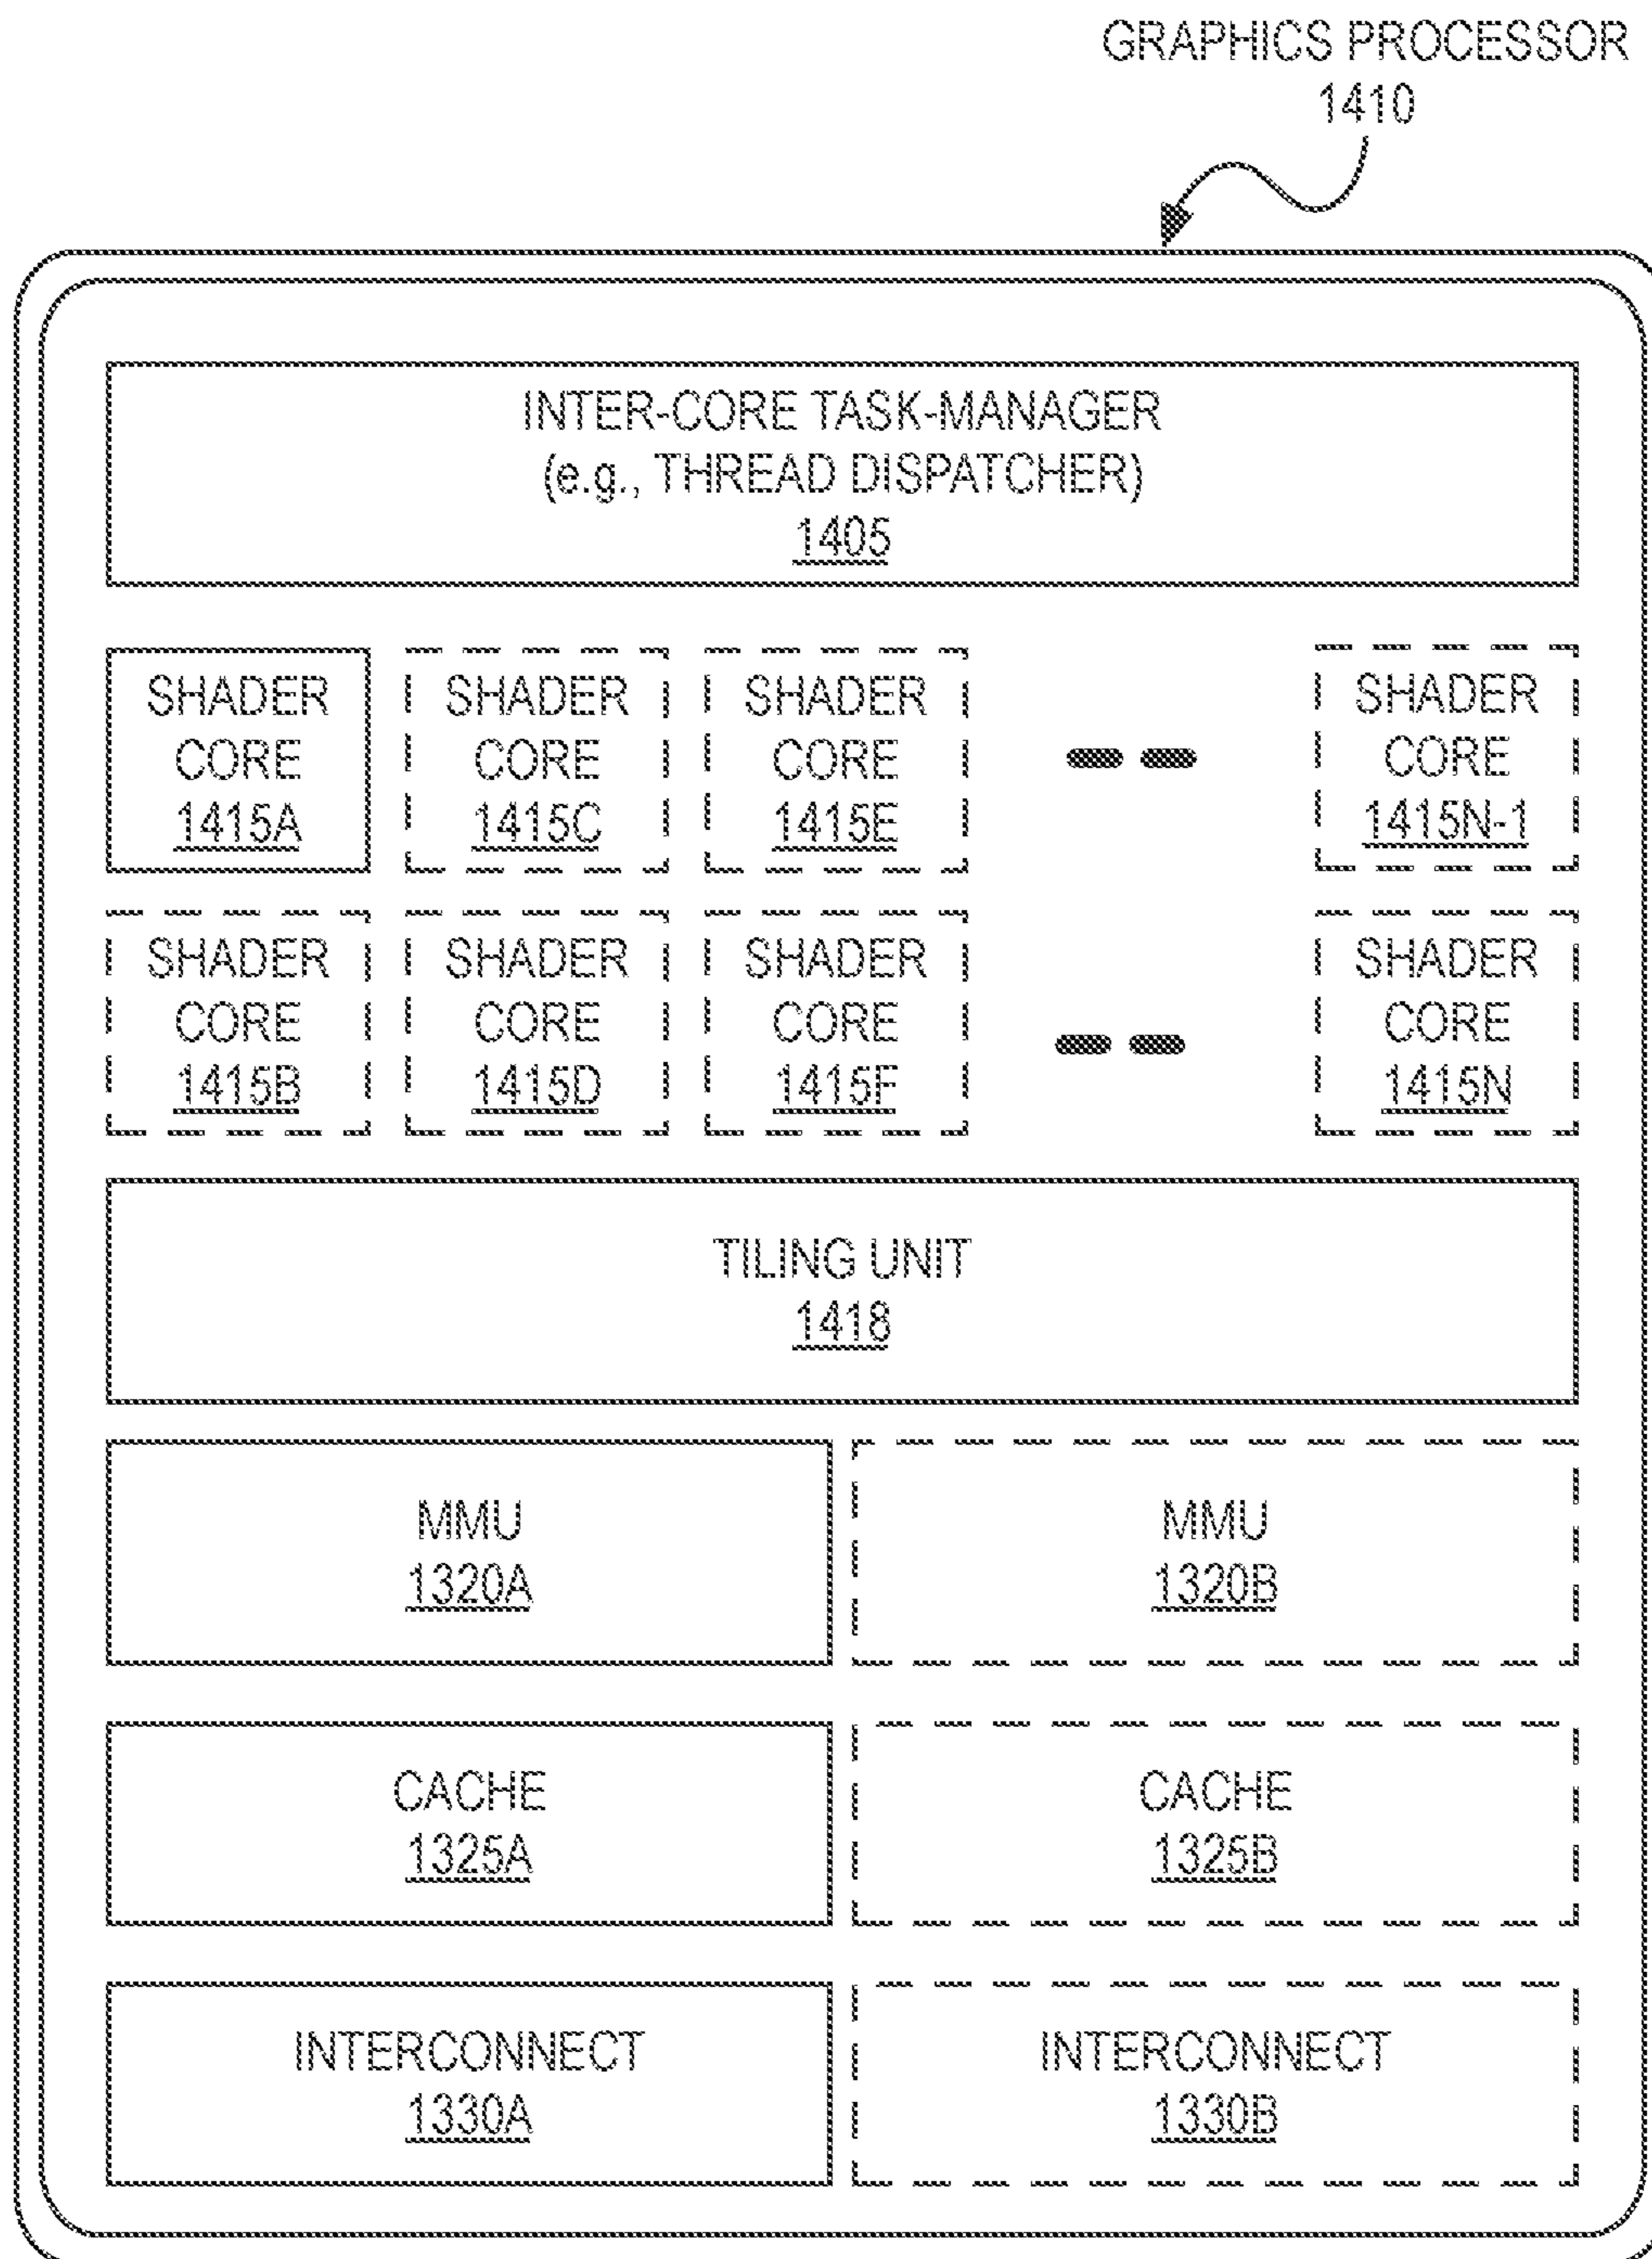 GRAPHICS PROCESSOR
1410
INTER-CORE TASK-MANAGER
(e.g., THREAD DISPATCHER)
1405
SHADER
CORE
1415A
SHADER
CORE
1415C
SHADER
CORE
1415E
SHADER
CORE
1415N-1
SHADER
CORE
1415B
SHADER
CORE
1415D
SHADER
CORE
1415F
SHADER
CORE
1415N
TILING UNIT
1418
MMU
1320A
MMU
1320B
CACHE
1325A
CACHE
1325B
INTERCONNECT
1330A
INTERCONNECT
1330B